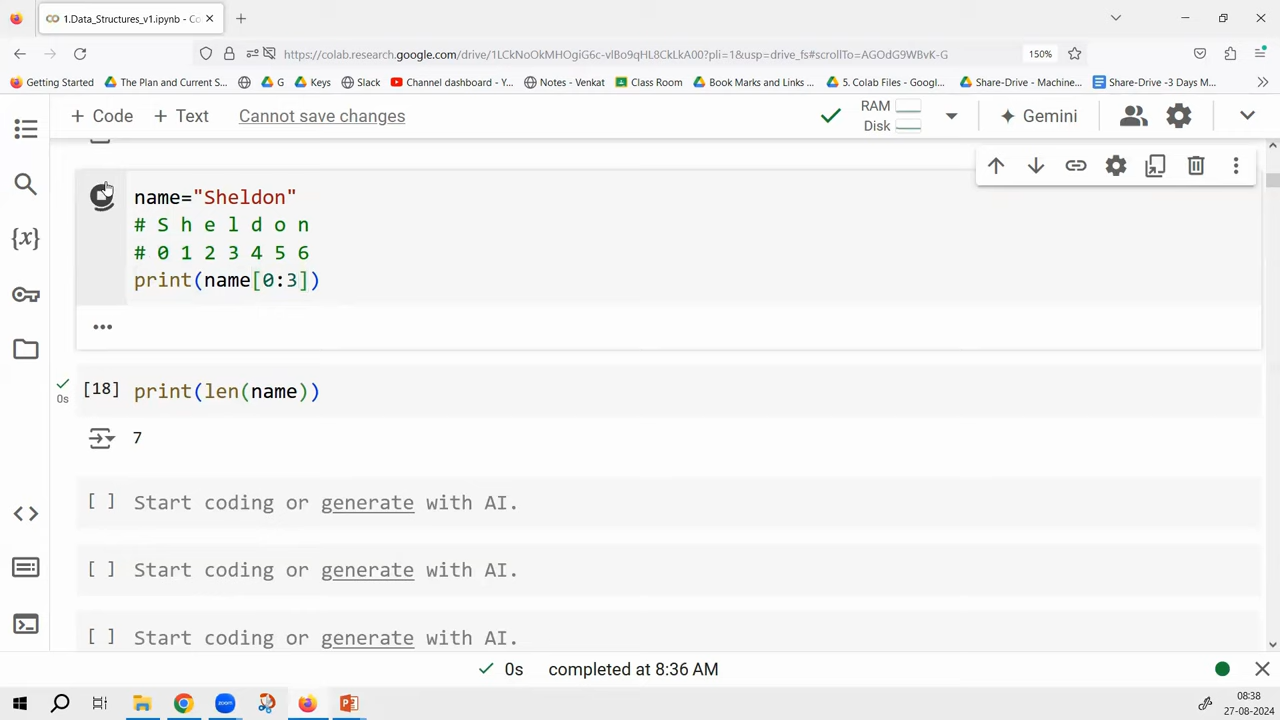 1.Data_Structures_v1.ipynb - Co
https://colab.research.google.com/drive/1LCkNoOkMHOgiG6c-vlBo9qHL8CkLkA00?pli=1&usp=drive_fs#scrollTo=AGOdG9WBvK-G
150%
Getting Started
The Plan and Current S...
G
Keys
Slack
Channel dashboard - Y...
Notes - Venkat
Class Room
Book Marks and Links ...
5. Colab Files - Googl...
Share-Drive - Machine...
Share-Drive -3 Days M...
+ Code
+ Text
Cannot save changes
RAM
Disk
Gemini
name="Sheldon"
# S h e l d o n
# 0 1 2 3 4 5 6
print(name[0:3])
[18] print(len(name))
0s
7
[ ] Start coding or generate with AI.
[ ] Start coding or generate with AI.
[ ] Start coding or generate with AI.
0s completed at 8:36 AM
zoom
08:38
27-08-2024